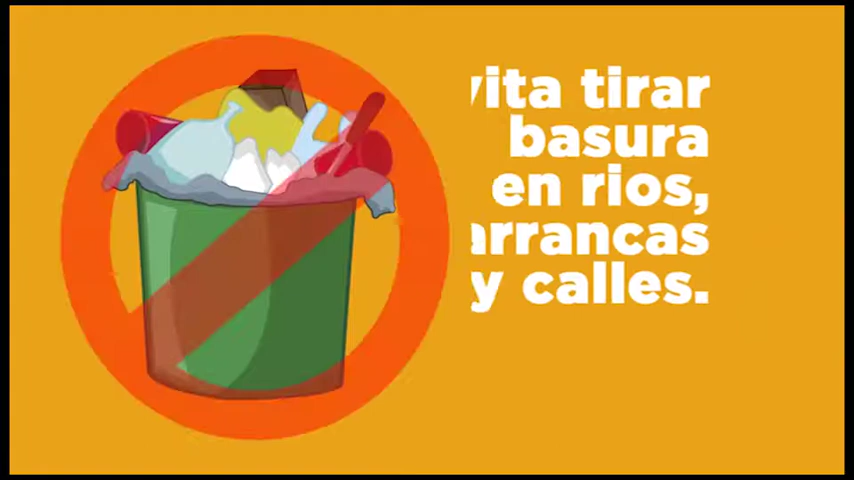 vita tirar
basura
en rios,
arrancas
y calles.